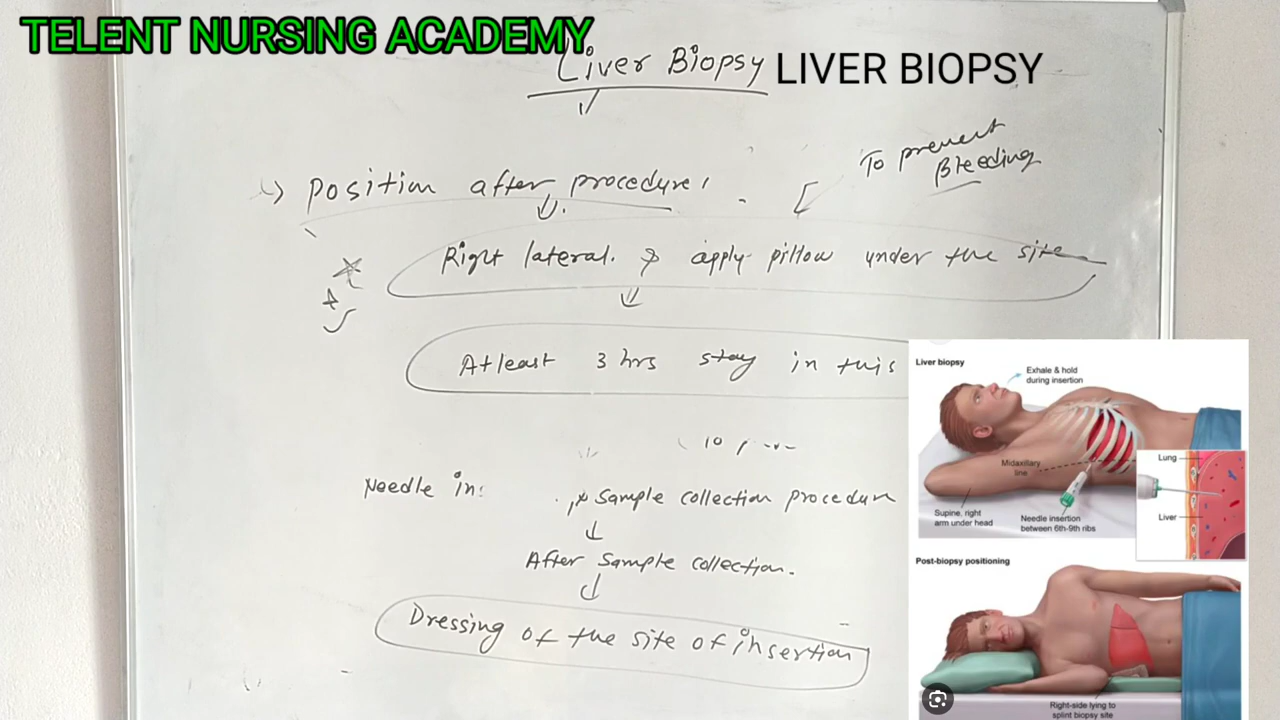 TELENT NURSING ACADEMY
Liver Biopsy LIVER BIOPSY
To prevent
Bleeding
Position after procedure
Right lateral. & apply pillow under the site
Atleast 3 hrs stay in this
10
Needle in: Sample collection procedure
After Sample collection.
Dressing of the site of insertion
Liver biopsy
Exhale & hold
during insertion
Midaxillary
line
Supine, right
arm under head
Needle insertion
between 6th-9th ribs
Lung
Liver
Post-biopsy positioning
Right-side lying to
splint biopsy site